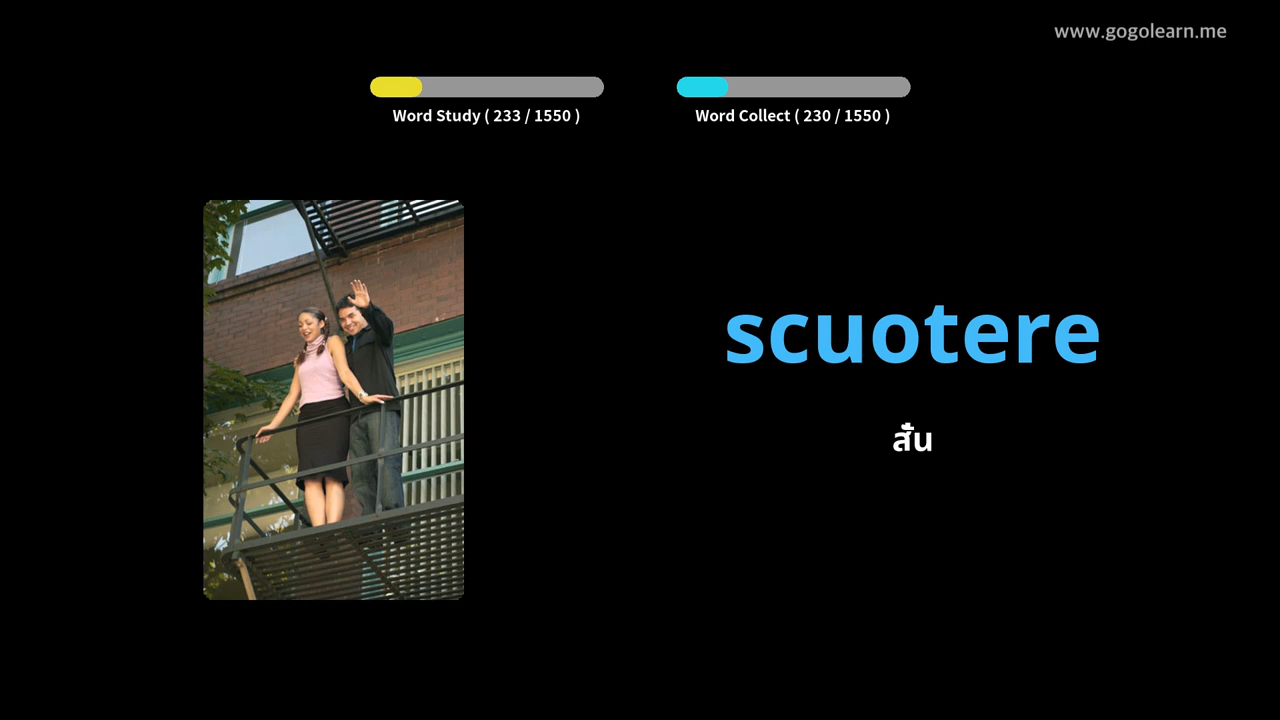 www.gogolearn.me
Word Study ( 233 / 1550 )
Word Collect ( 230 / 1550 )
scuotere
สั่น